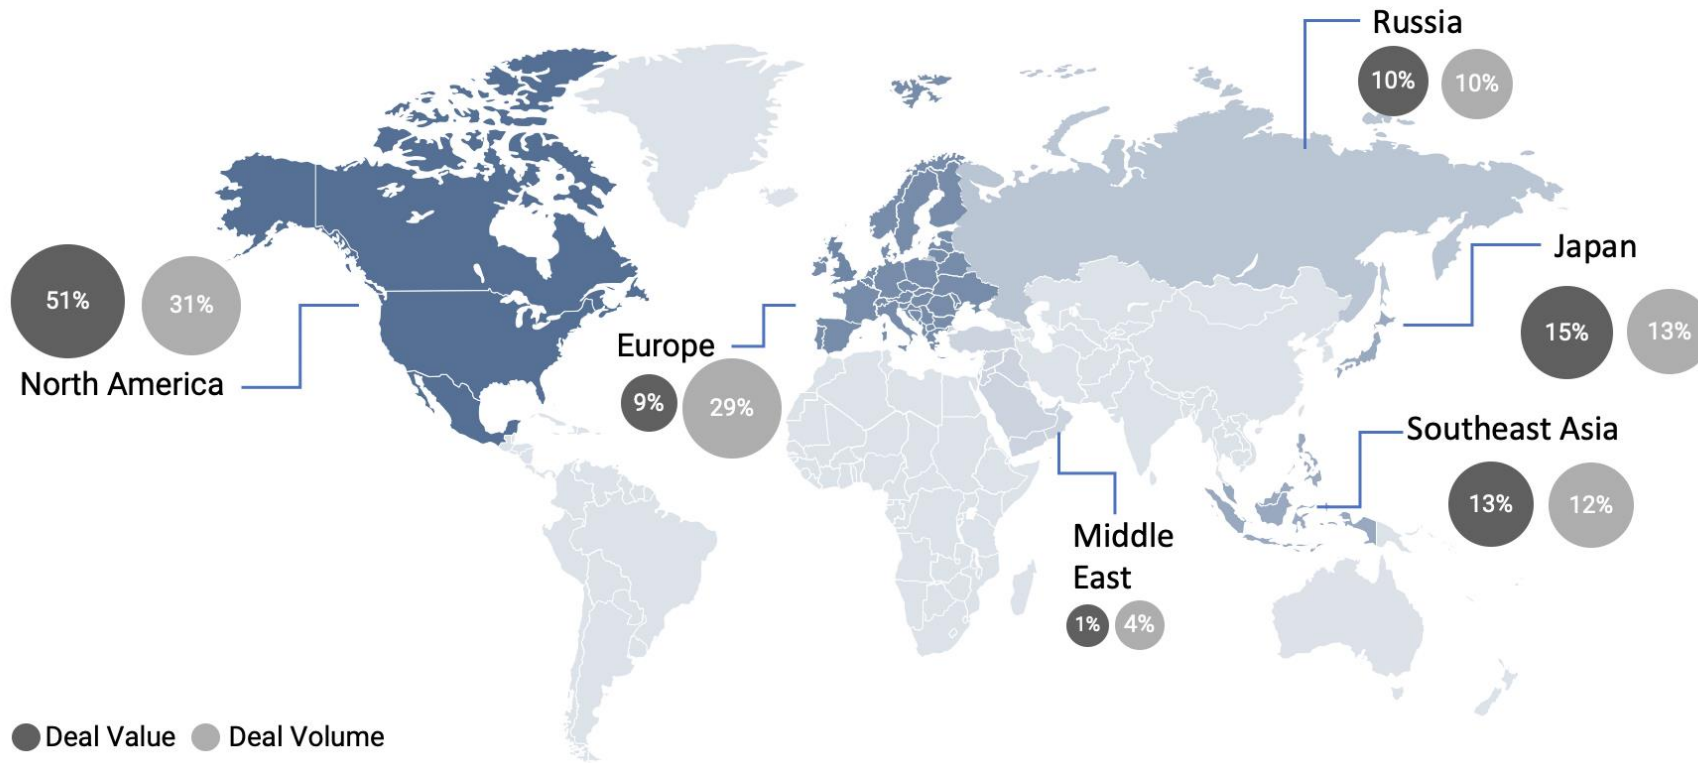 Russia
10% 10%
Japan
15% 13%
51% 31%
North America
Europe
9% 29%
Southeast Asia
13% 12%
Middle
East
1% 4%
Deal Value Deal Volume